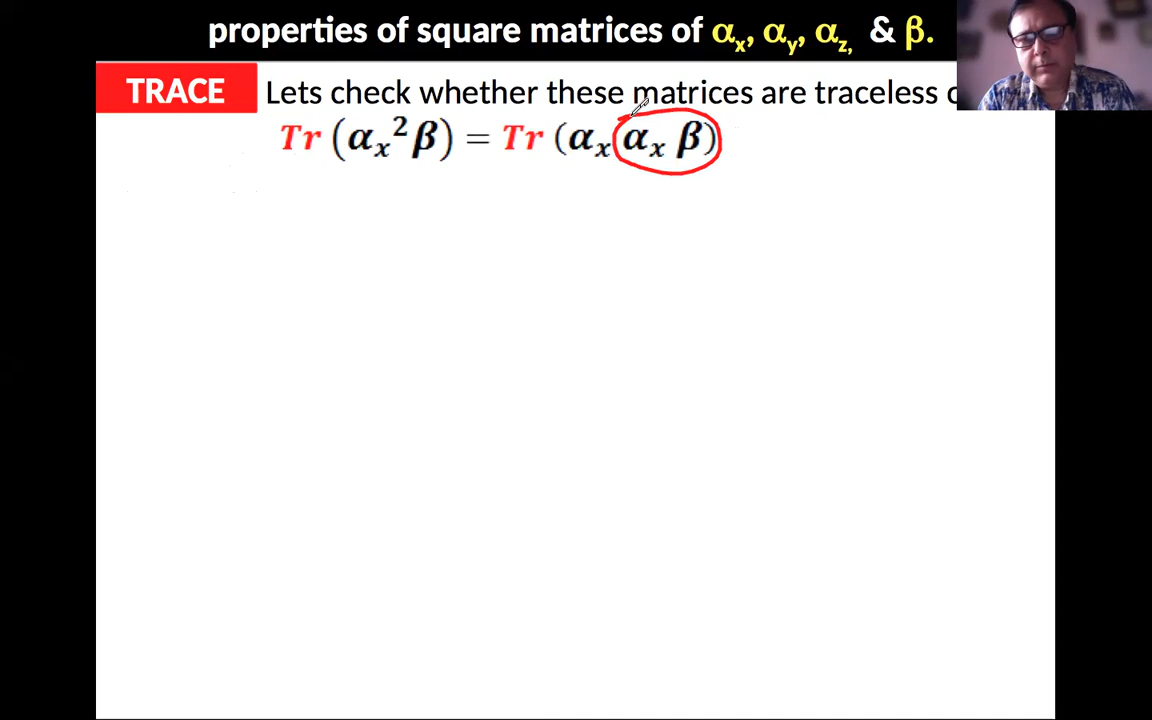 properties of square matrices of αx, αy, αz, & β.
TRACE Lets check whether these matrices are traceless
Tr (αx²β) = Tr (αx αx β)